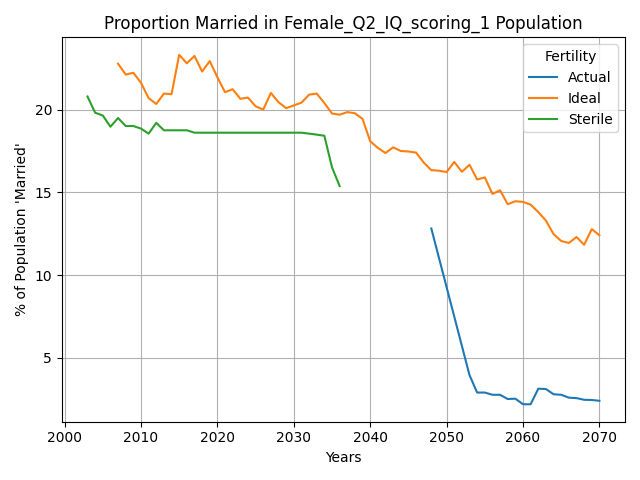 Proportion Married in Female_Q2_IQ_scoring_1 Population
% of Population 'Married'
20
15
10
5
Fertility
Actual
Ideal
Sterile
2000 2010 2020 2030 2040 2050 2060 2070
Years